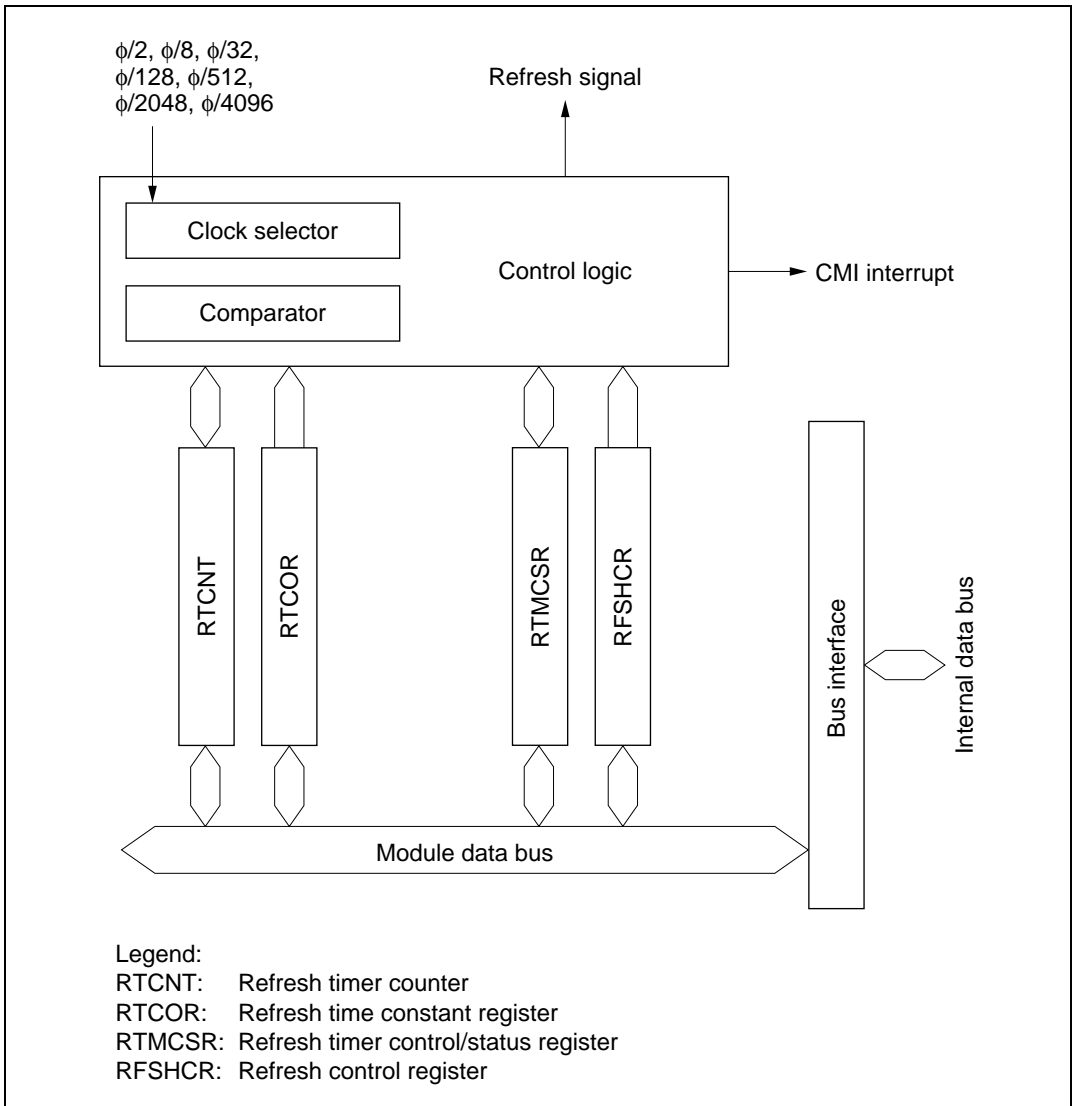 ϕ/2, ϕ/8, ϕ/32,
ϕ/128, ϕ/512,
ϕ/2048, ϕ/4096
Refresh signal
Clock selector
Control logic
CMI interrupt
Comparator
RTCNT
RTCOR
RTMCSR
RFSHCR
Bus interface
Internal data bus
Module data bus
Legend:
RTCNT: Refresh timer counter
RTCOR: Refresh time constant register
RTMCSR: Refresh timer control/status register
RFSHCR: Refresh control register